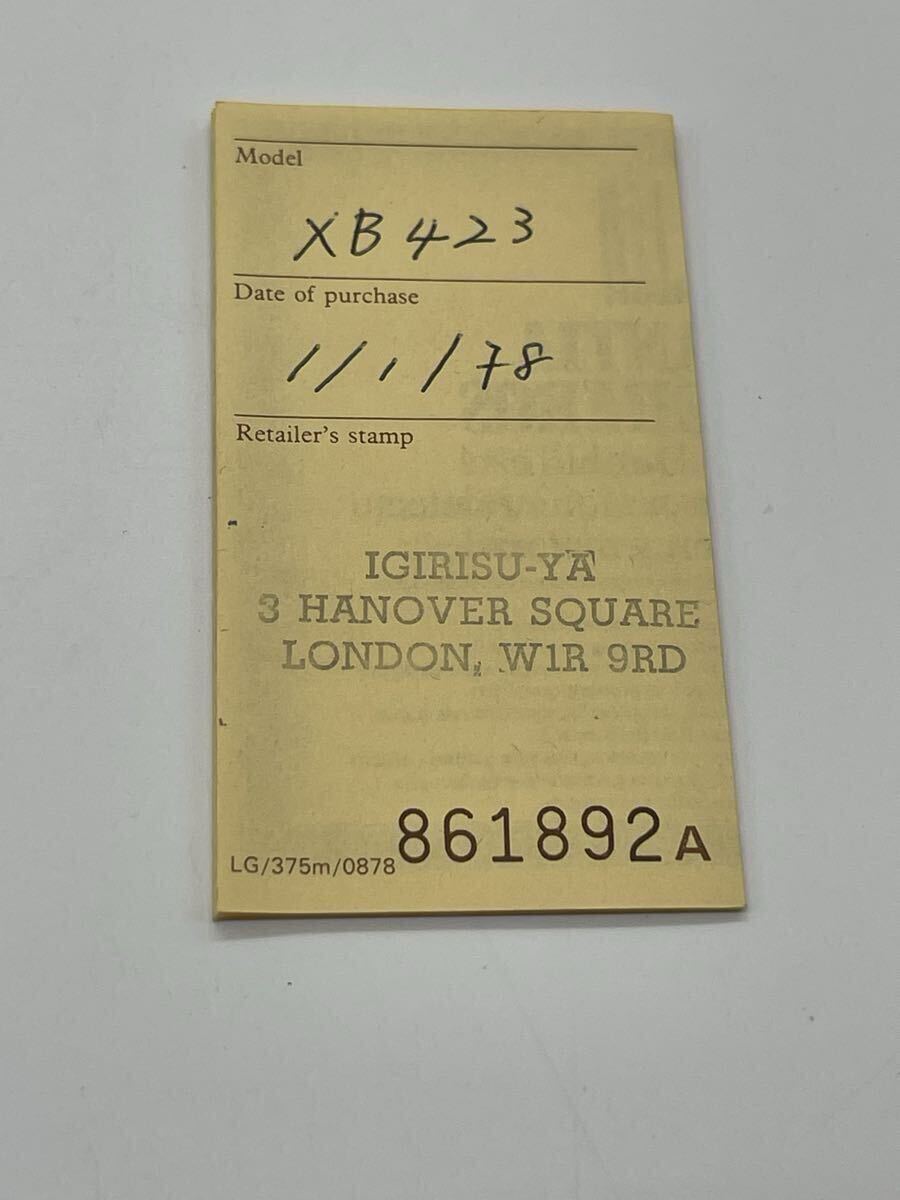 Model
XB423
Date of purchase
1/1/78
Retailer's stamp
IGIRISU-YA
3 HANOVER SQUARE
LONDON, W1R 9RD
LG/375m/0878 861892A